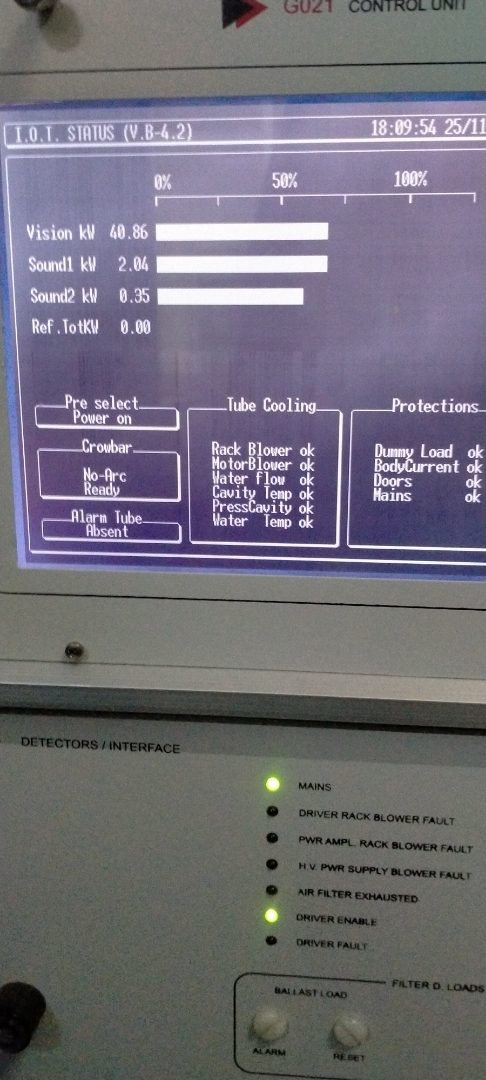 G021 CONTROL UNIT
I.O.T. STATUS (V.B-4.2) 18:09:54 25/11
0% 50% 100%
Vision kW 40.86
Sound1 kW 2.04
Sound2 kW 0.35
Ref.TotKW 0.00
Pre select
Power on
Crowbar
No-Arc
Ready
Alarm Tube
Absent
Tube Cooling
Rack Blower ok
MotorBlower ok
Water flow ok
Cavity Temp ok
PressCavity ok
Water Temp ok
Protections
Dummy Load ok
BodyCurrent ok
Doors ok
Mains ok
DETECTORS / INTERFACE
MAINS
DRIVER RACK BLOWER FAULT
PWR AMPL. RACK BLOWER FAULT
H.V. PWR SUPPLY BLOWER FAULT
AIR FILTER EXHAUSTED
DRIVER ENABLE
DRIVER FAULT
FILTER D. LOADS
BALLAST LOAD
ALARM RESET